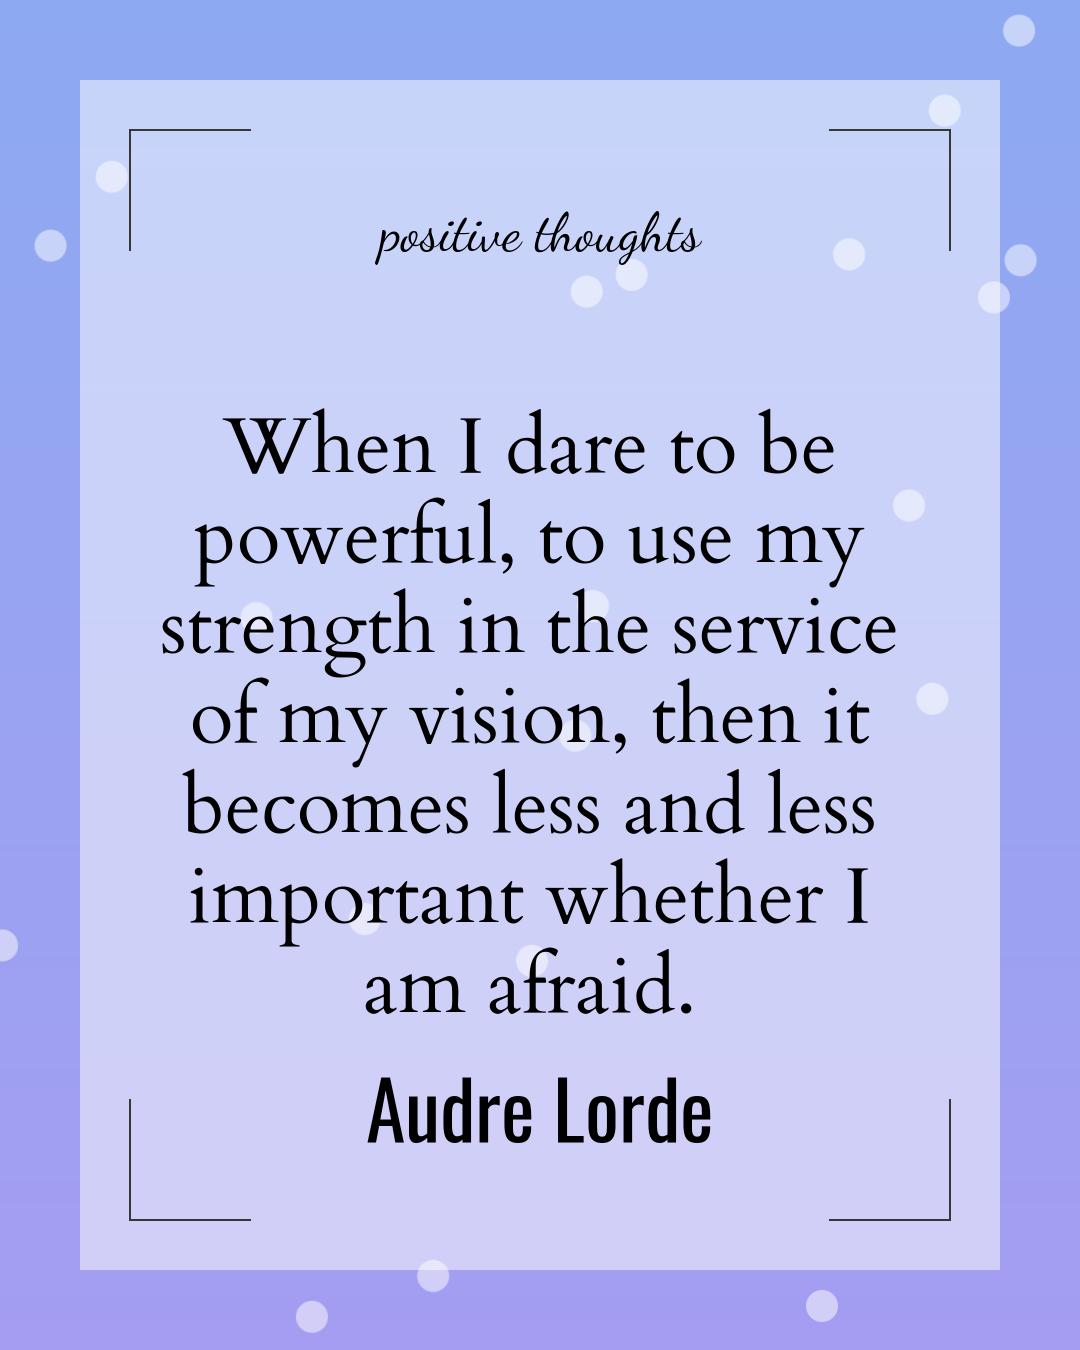 positive thoughts
When I dare to be
powerful, to use my
strength in the service
of my vision, then it
becomes less and less
important whether I
am afraid.
Audre Lorde